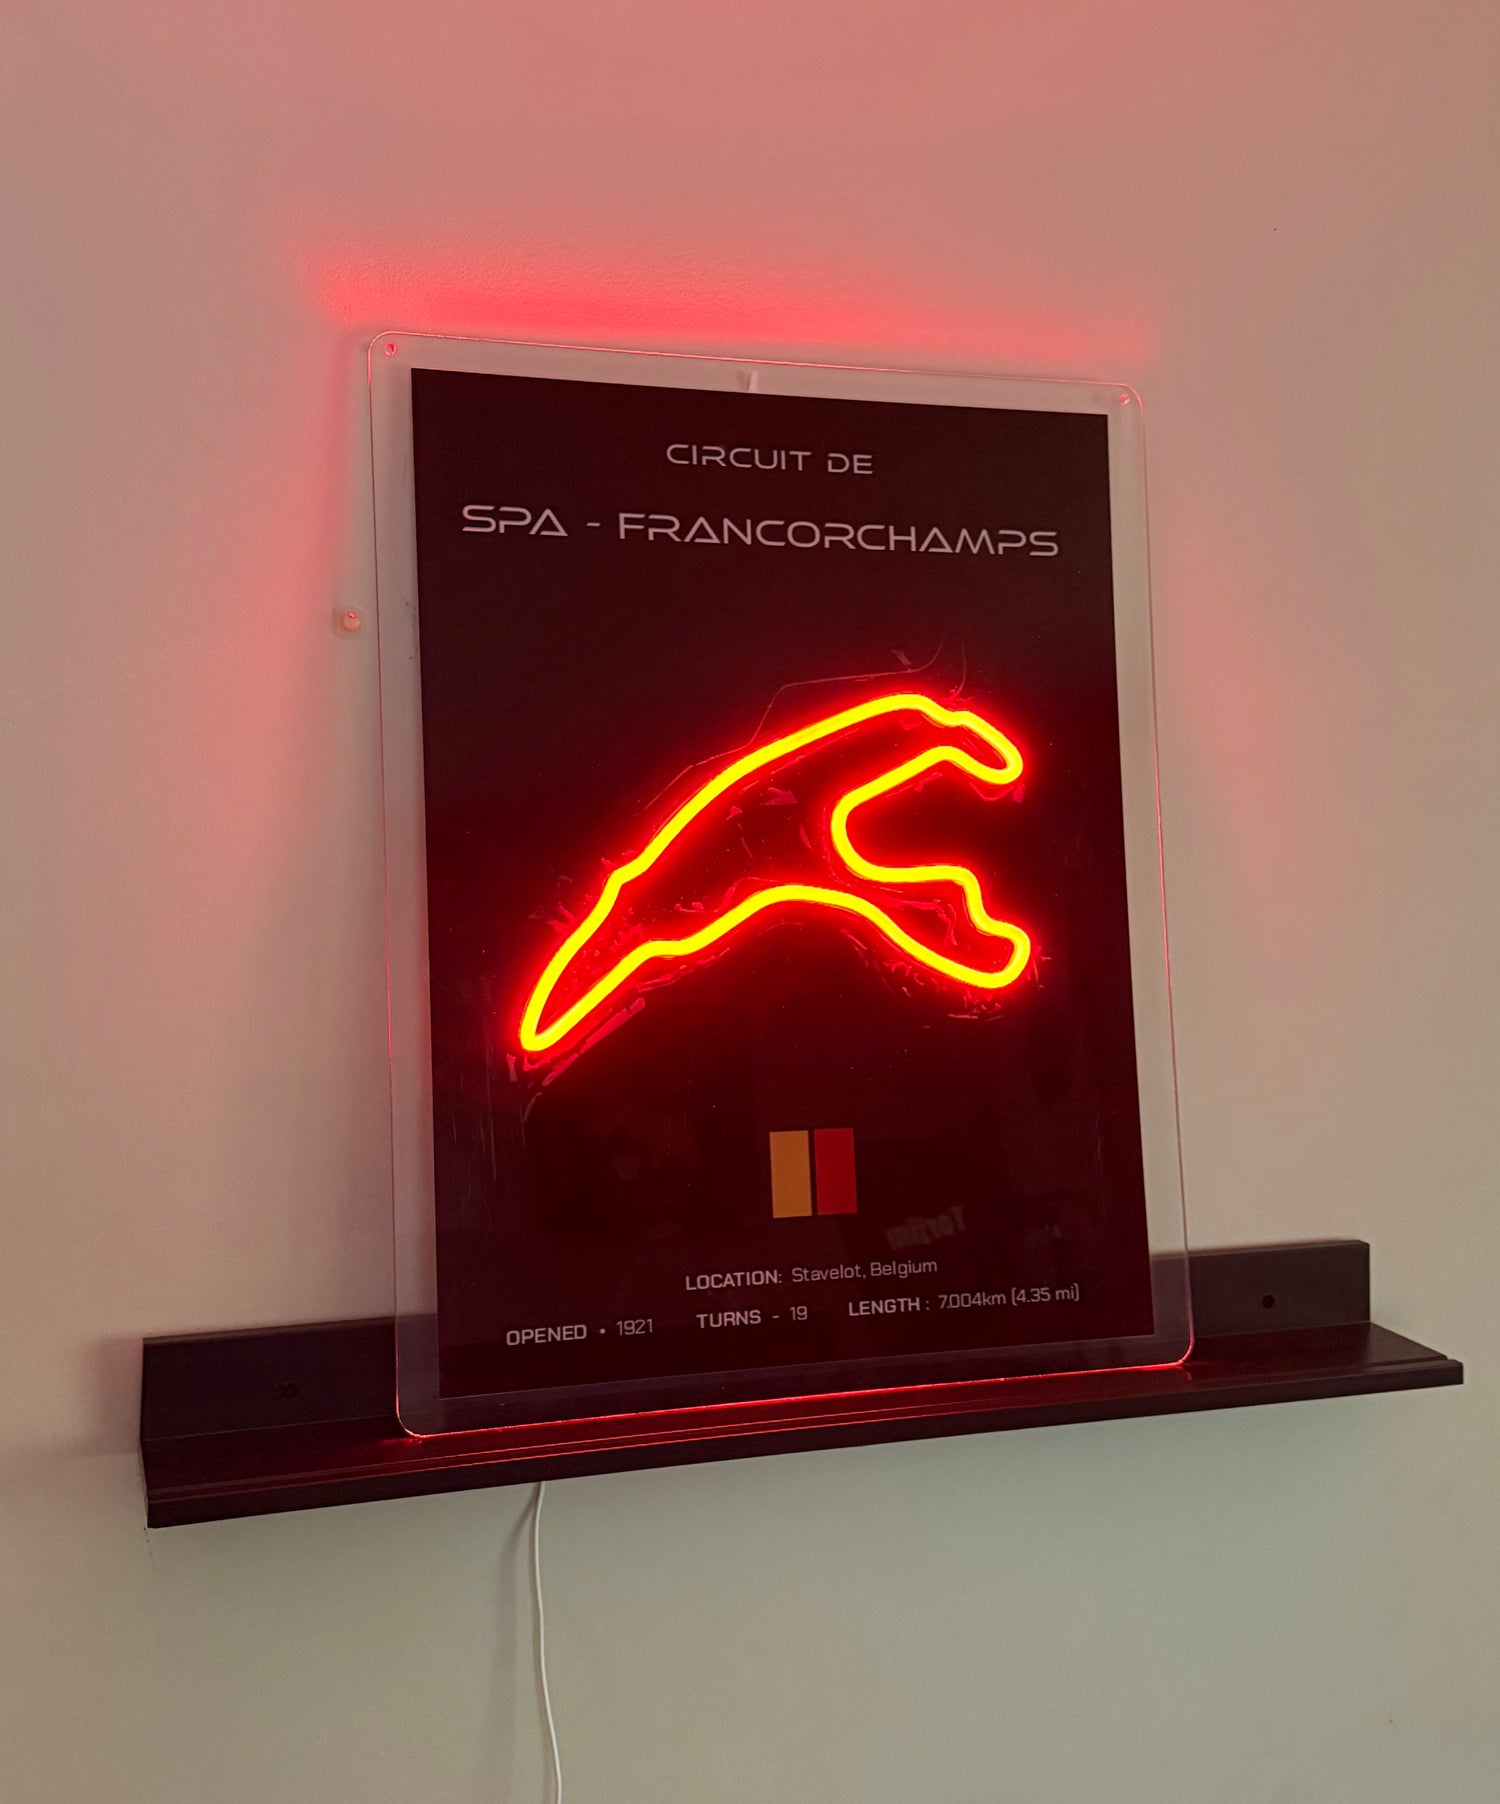 CIRCUIT DE
SPA - FRANCORCHAMPS
LOCATION: Stavelot, Belgium
OPENED • 1921 TURNS - 19 LENGTH : 7.004km (4.35 mi)